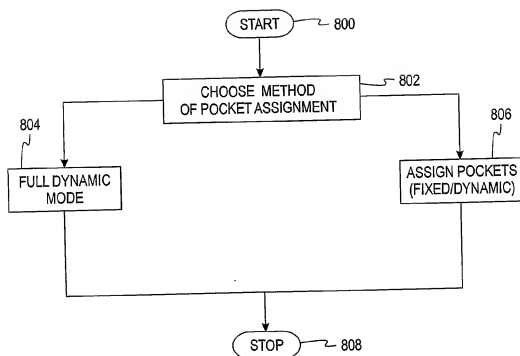 START
800
CHOOSE METHOD
OF POCKET ASSIGNMENT
802
804
FULL DYNAMIC
MODE
806
ASSIGN POCKETS
(FIXED/DYNAMIC)
STOP
808